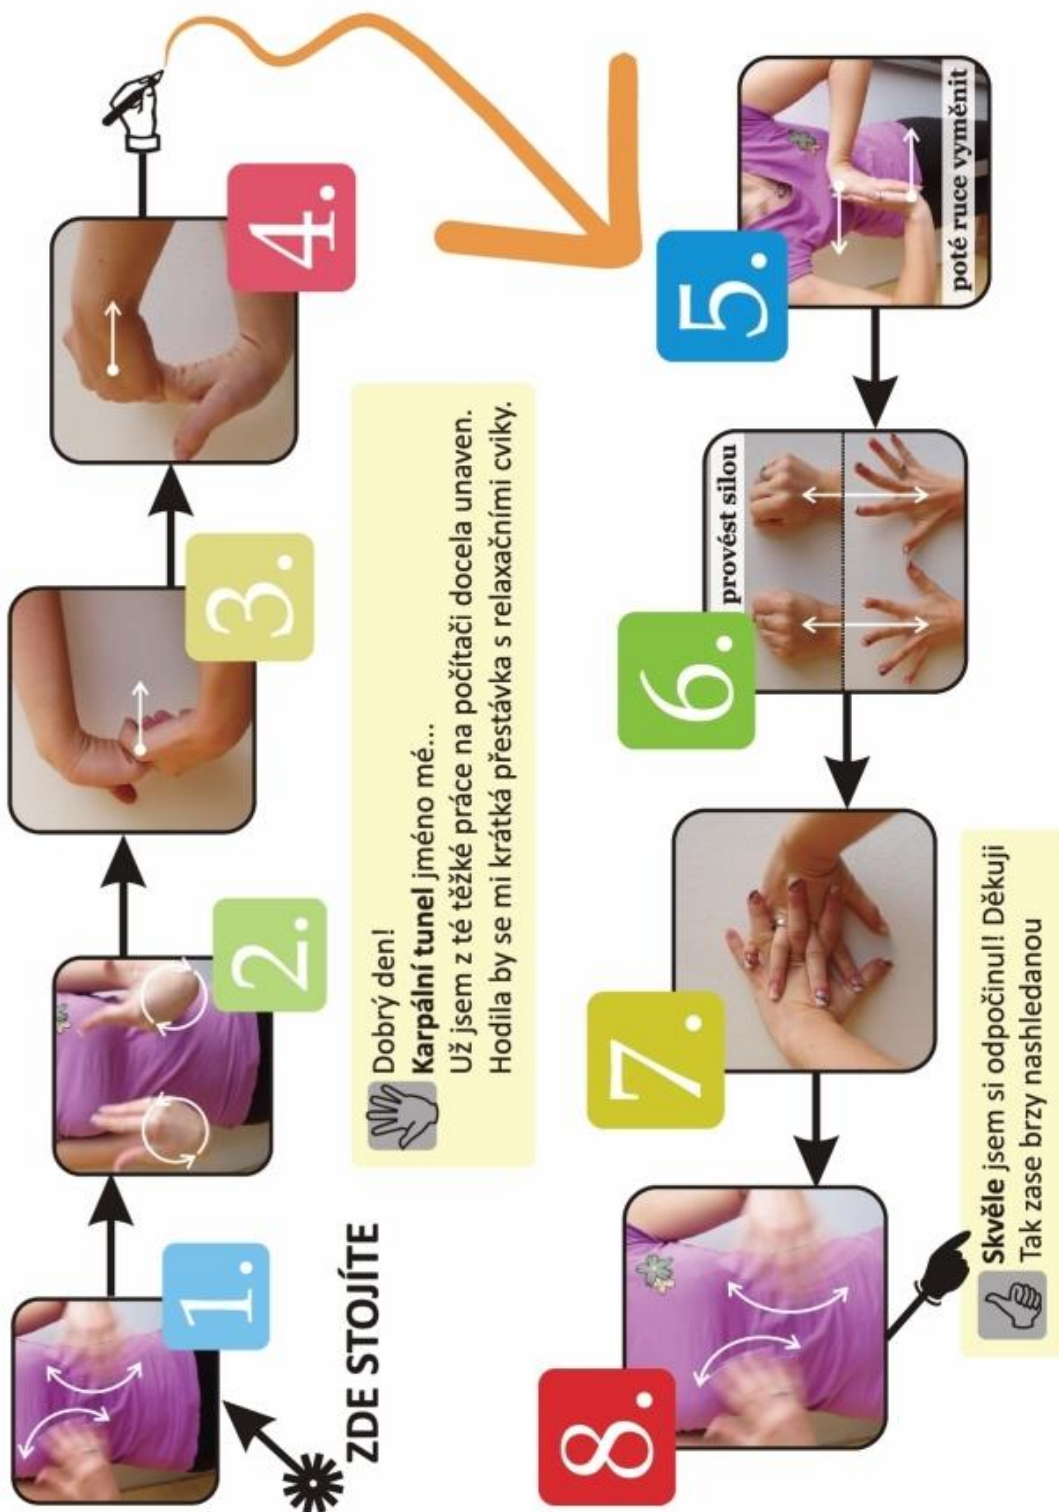 ZDE STOJÍTE
1.
2.
3.
4.
Dobrý den!
Karpální tunel jméno mé...
Už jsem z té těžké práce na počítači docela unaven.
Hodila by se mi krátká přestávka s relaxačními cviky.
5.
poté ruce vyměnit
6.
provést silou
7.
8.
Skvěle jsem si odpočinul! Děkuji
Tak zase brzy nashledanou